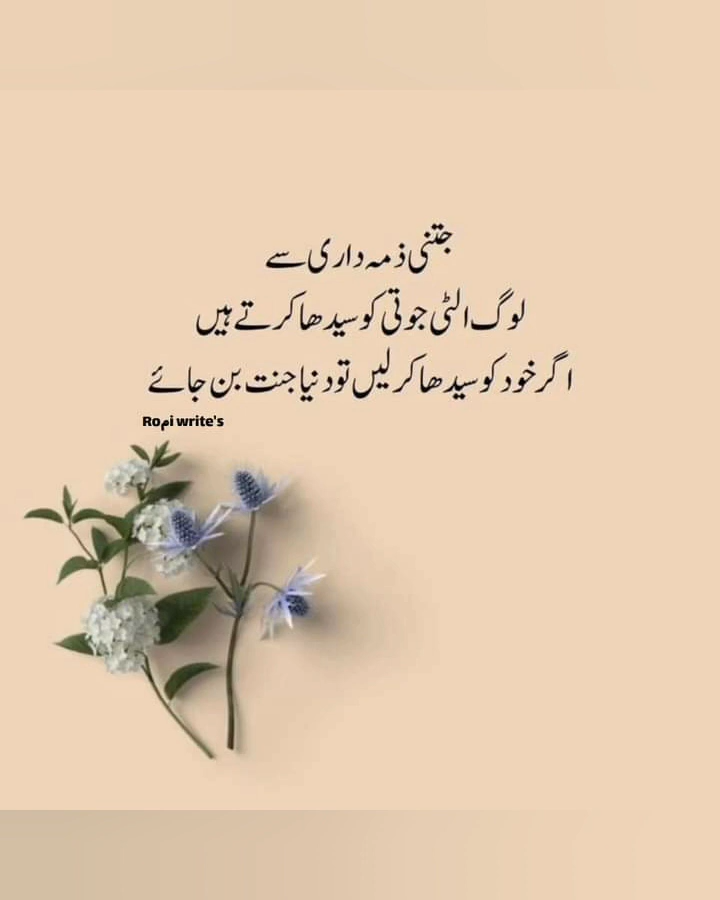 جتنی ذمہ داری سے
لوگ الٹی جوتی کو سیدھا کرتے ہیں
اگر خود کو سیدھا کر لیں تو دنیا جنت بن جائے
Roمi write's